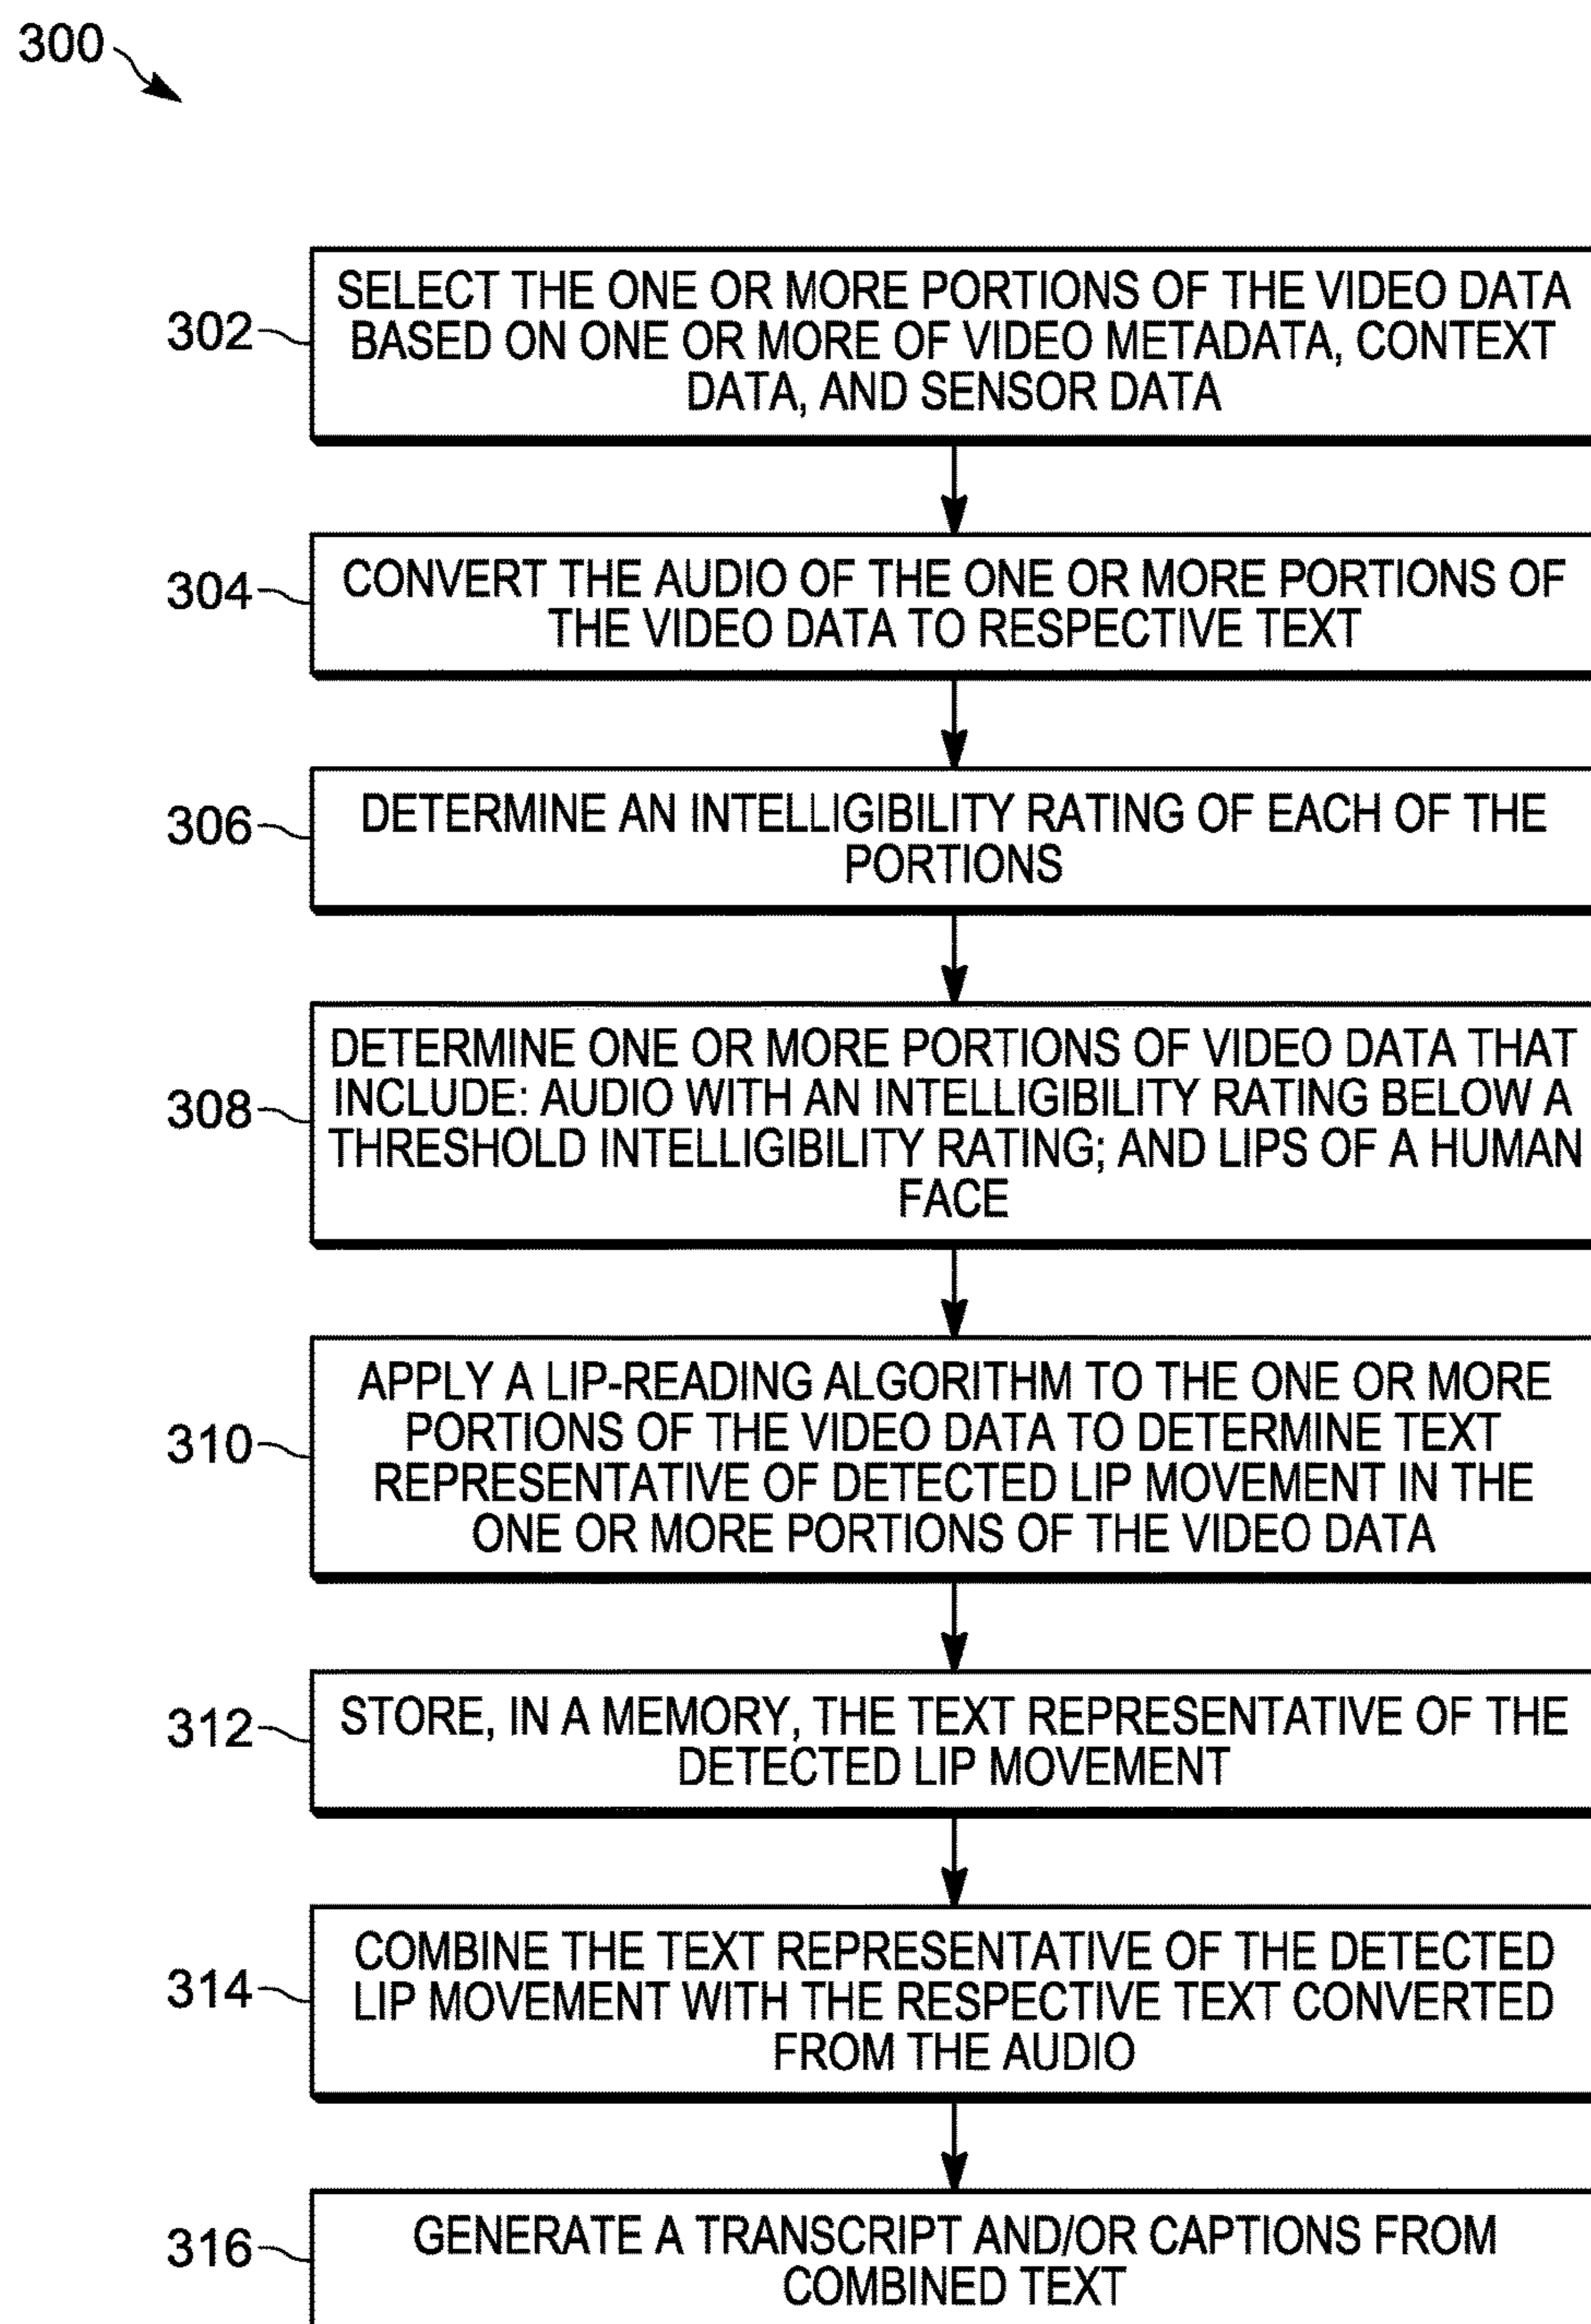 300
302
SELECT THE ONE OR MORE PORTIONS OF THE VIDEO DATA
BASED ON ONE OR MORE OF VIDEO METADATA, CONTEXT
DATA, AND SENSOR DATA
304
CONVERT THE AUDIO OF THE ONE OR MORE PORTIONS OF
THE VIDEO DATA TO RESPECTIVE TEXT
306
DETERMINE AN INTELLIGIBILITY RATING OF EACH OF THE
PORTIONS
308
DETERMINE ONE OR MORE PORTIONS OF VIDEO DATA THAT
INCLUDE: AUDIO WITH AN INTELLIGIBILITY RATING BELOW A
THRESHOLD INTELLIGIBILITY RATING; AND LIPS OF A HUMAN
FACE
310
APPLY A LIP-READING ALGORITHM TO THE ONE OR MORE
PORTIONS OF THE VIDEO DATA TO DETERMINE TEXT
REPRESENTATIVE OF DETECTED LIP MOVEMENT IN THE
ONE OR MORE PORTIONS OF THE VIDEO DATA
312
STORE, IN A MEMORY, THE TEXT REPRESENTATIVE OF THE
DETECTED LIP MOVEMENT
314
COMBINE THE TEXT REPRESENTATIVE OF THE DETECTED
LIP MOVEMENT WITH THE RESPECTIVE TEXT CONVERTED
FROM THE AUDIO
316
GENERATE A TRANSCRIPT AND/OR CAPTIONS FROM
COMBINED TEXT